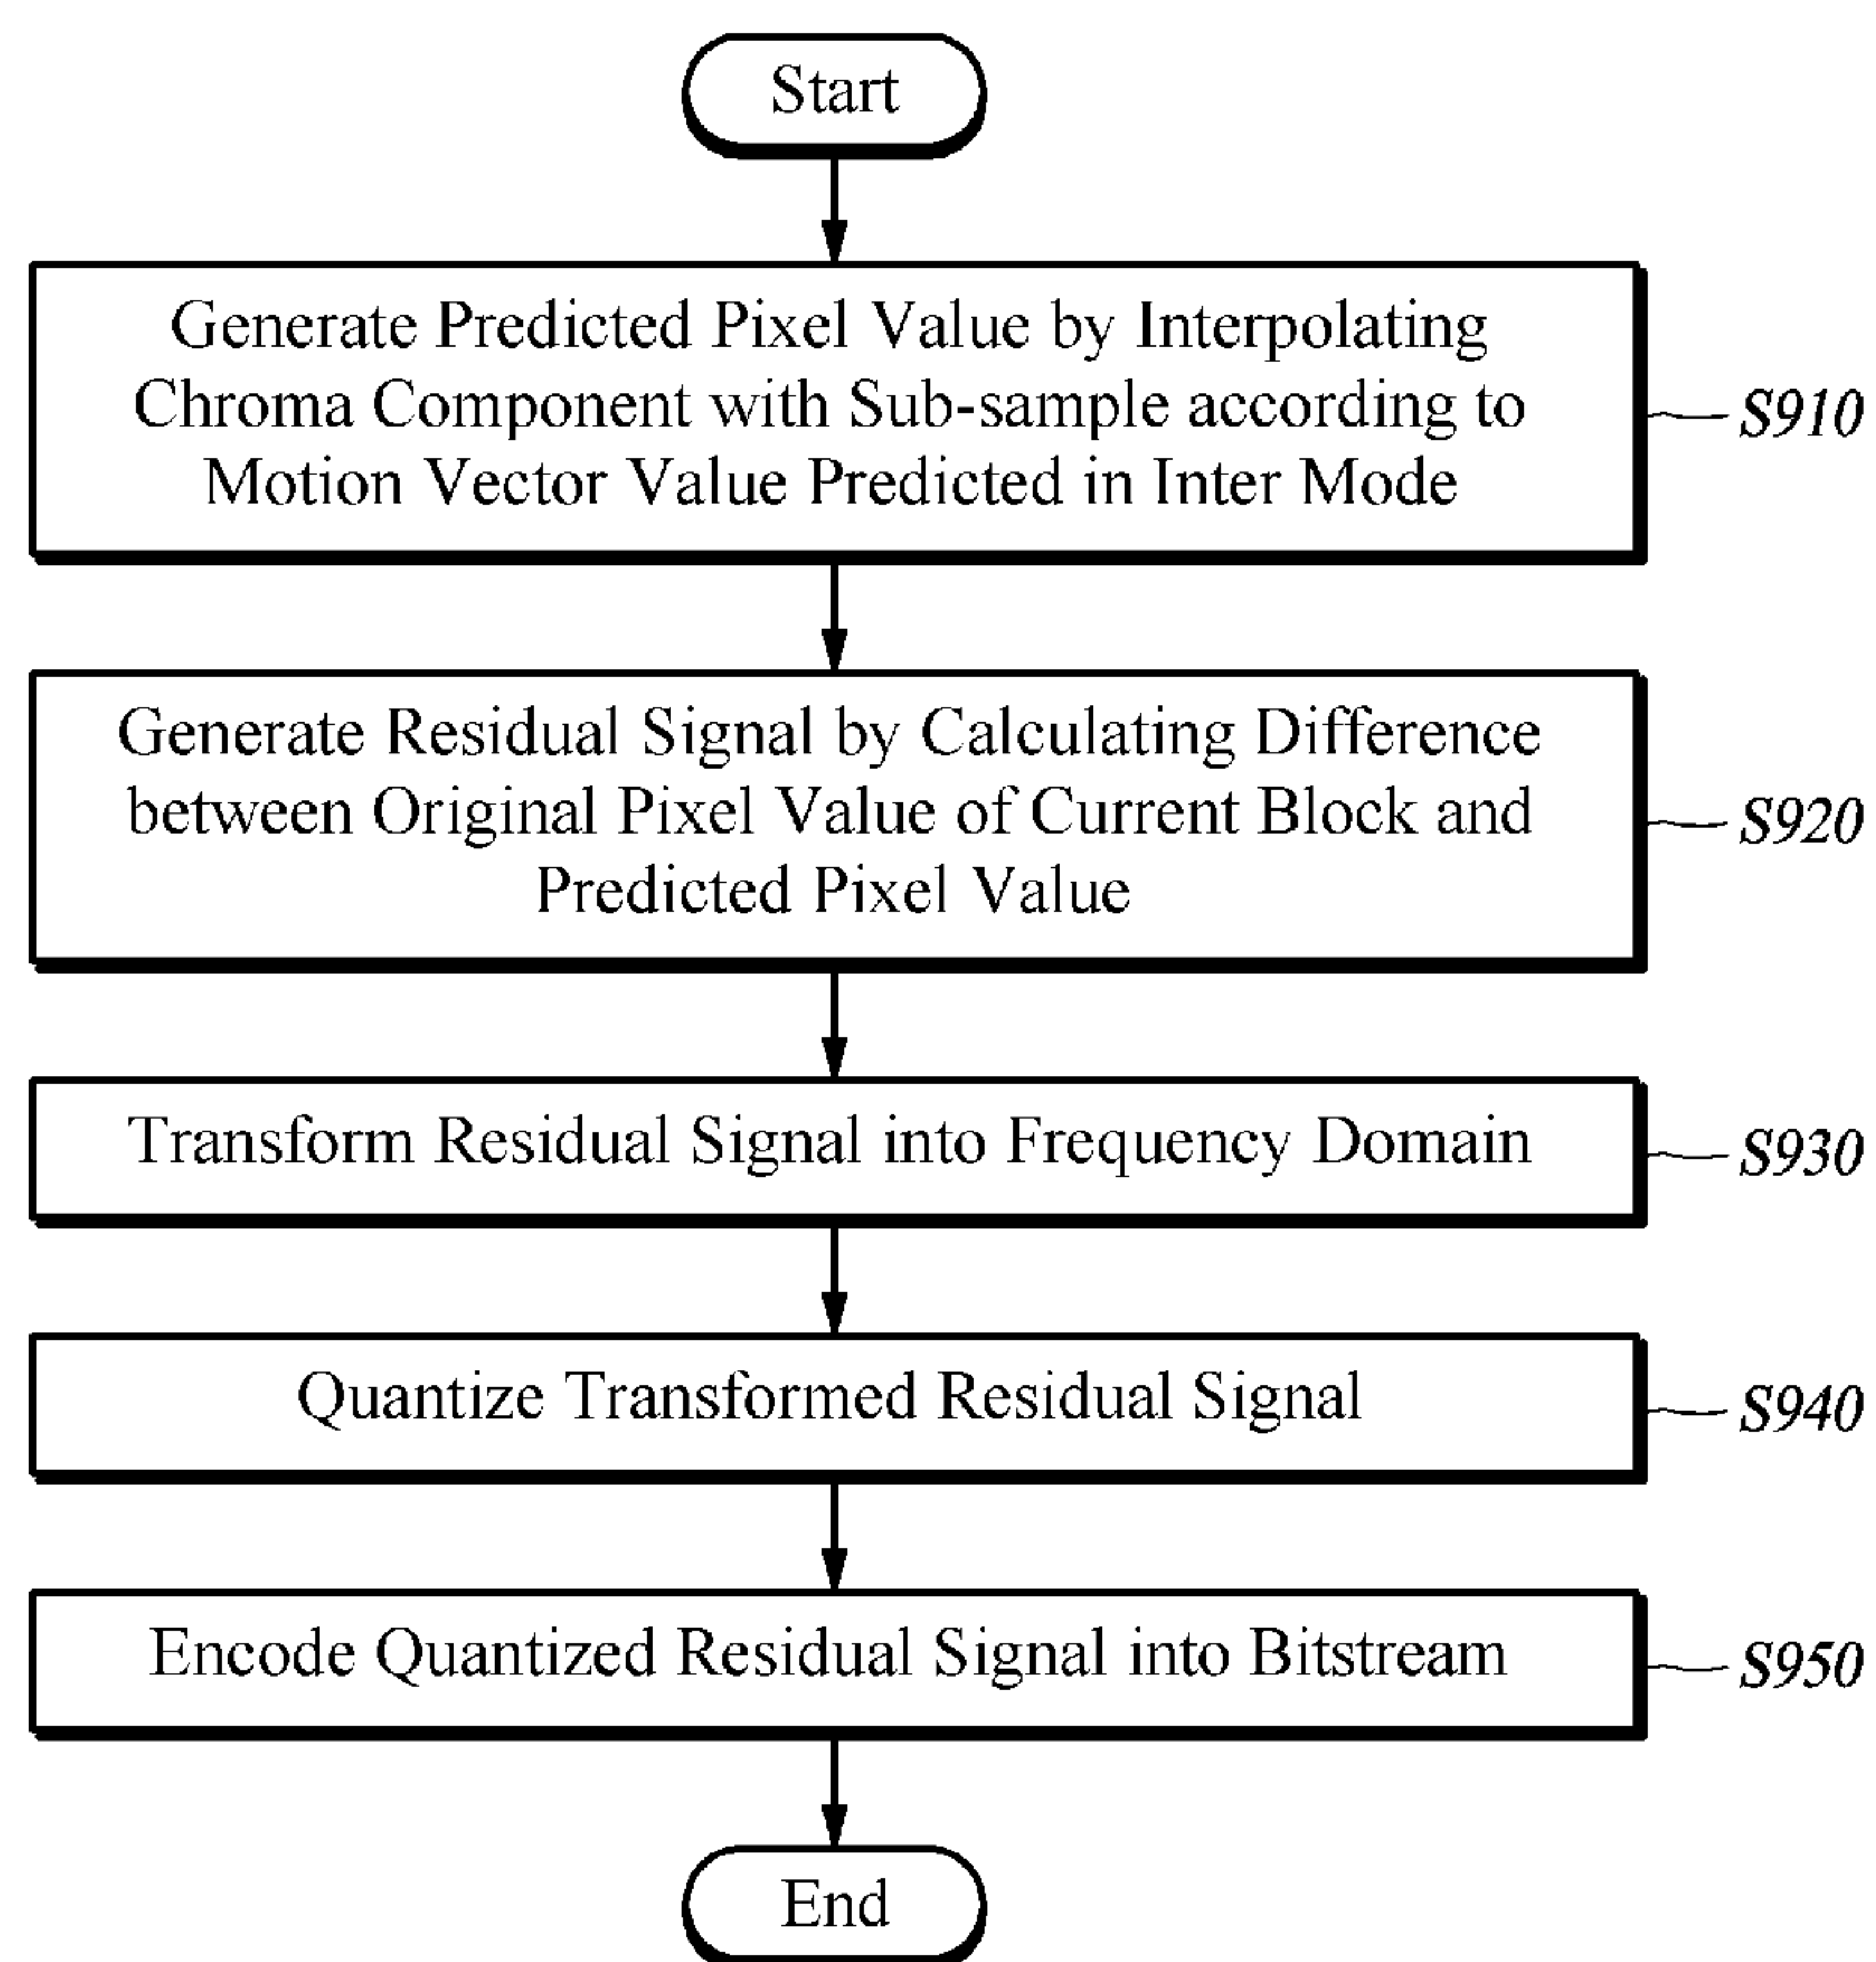 Start
Generate Predicted Pixel Value by Interpolating
Chroma Component with Sub-sample according to
Motion Vector Value Predicted in Inter Mode
S910
Generate Residual Signal by Calculating Difference
between Original Pixel Value of Current Block and
Predicted Pixel Value
S920
Transform Residual Signal into Frequency Domain
S930
Quantize Transformed Residual Signal
S940
Encode Quantized Residual Signal into Bitstream
S950
End